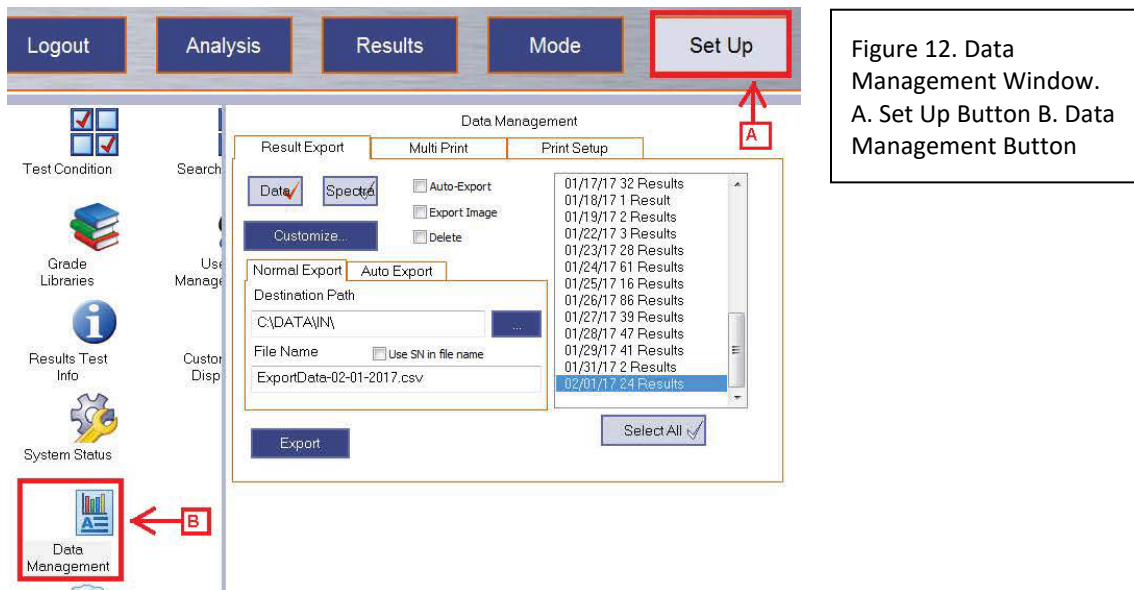 Logout
Analysis
Results
Mode
Set Up
A
Figure 12. Data
Management Window.
A. Set Up Button B. Data
Management Button
Test Condition
Search
Grade
Libraries
Use
Manage
Results Test
Info
Custor
Disp
System Status
Data
Management
B
Data Management
Result Export
Multi Print
Print Setup
Data
Spectra
Customize...
Auto-Export
Export Image
Delete
Normal Export
Auto Export
Destination Path
C:\DATA\IN\
...
File Name
Use SN in file name
ExportData-02-01-2017.csv
Export
01/17/17 32 Results
01/18/17 1 Result
01/19/17 2 Results
01/22/17 3 Results
01/23/17 28 Results
01/24/17 61 Results
01/25/17 16 Results
01/26/17 86 Results
01/27/17 39 Results
01/28/17 47 Results
01/29/17 41 Results
01/31/17 2 Results
02/01/17 24 Results
Select All